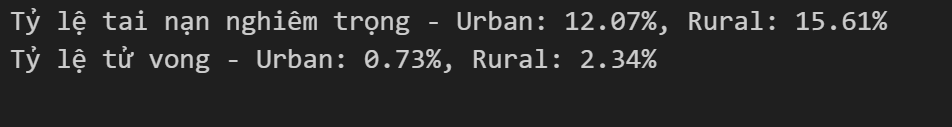 Tỷ lệ tai nạn nghiêm trọng - Urban: 12.07%, Rural: 15.61%
Tỷ lệ tử vong - Urban: 0.73%, Rural: 2.34%